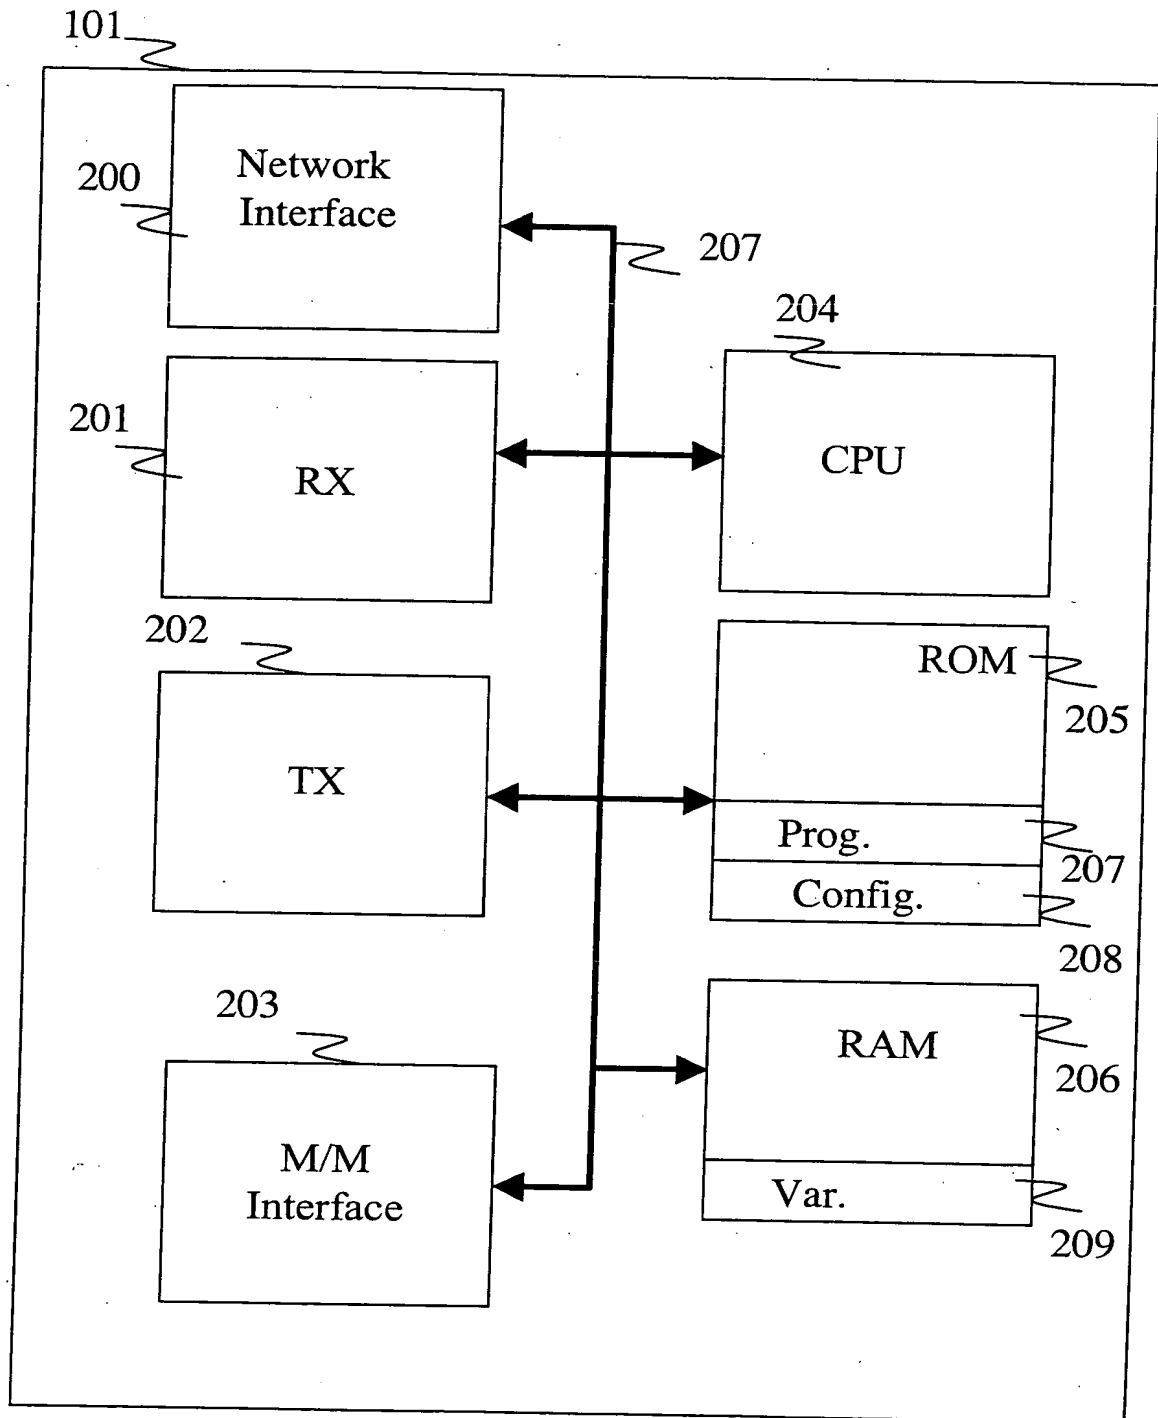 101
Network
Interface
200
207
204
CPU
201
RX
202
ROM
205
TX
Prog.
207
Config.
208
203
RAM
206
M/M
Interface
Var.
209